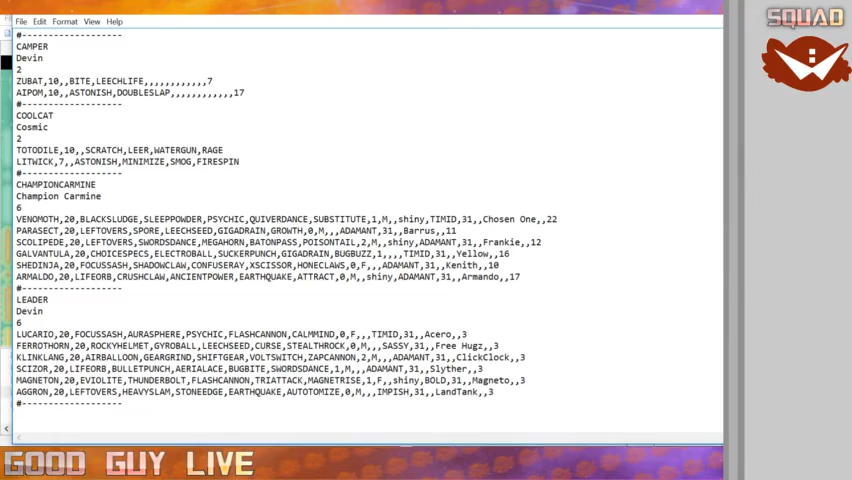 SQUAD
File Edit Format View Help
#-------------------
CAMPER
Devin
2
ZUBAT,10,,BITE,LEECHLIFE,,,,,,,,,,,,7
AIPOM,10,,ASTONISH,DOUBLESLAP,,,,,,,,,,,,17
#-------------------
COOLCAT
Cosmic
2
TOTODILE,10,,SCRATCH,LEER,WATERGUN,RAGE
LITWICK,7,,ASTONISH,MINIMIZE,SMOG,FIRESPIN
#-------------------
CHAMPIONCARMINE
Champion Carmine
6
VENOMOTH,20,BLACKSLUDGE,SLEEPPOWDER,PSYCHIC,QUIVERDANCE,SUBSTITUTE,1,M,,shiny,TIMID,31,,Chosen One,,22
PARASECT,20,LEFTOVERS,SPORE,LEECHSEED,GIGADRAIN,GROWTH,0,M,,,ADAMANT,31,,Barrus,,11
SCOLIPEDE,20,LEFTOVERS,SWORDSDANCE,MEGAHORN,BATONPASS,POISONTAIL,2,M,,shiny,ADAMANT,31,,Frankie,,12
GALVANTULA,20,CHOICESPECS,ELECTROBALL,SUCKERPUNCH,GIGADRAIN,BUGBUZZ,1,,,,TIMID,31,,Yellow,,16
SHEDINJA,20,FOCUSSASH,SHADOWCLAW,CONFUSERAY,XSCISSOR,HONECLAWS,0,F,,,ADAMANT,31,,Kenith,,10
ARMALDO,20,LIFEORB,CRUSHCLAW,ANCIENTPOWER,EARTHQUAKE,ATTRACT,0,M,,shiny,ADAMANT,31,,Armando,,17
#-------------------
LEADER
Devin
6
LUCARIO,20,FOCUSSASH,AURASPHERE,PSYCHIC,FLASHCANNON,CALMMIND,0,F,,,TIMID,31,,Acero,,3
FERROTHORN,20,ROCKYHELMET,GYROBALL,LEECHSEED,CURSE,STEALTHROCK,0,M,,,SASSY,31,,Free Hugz,,3
KLINKLANG,20,AIRBALLOON,GEARGRIND,SHIFTGEAR,VOLTSWITCH,ZAPCANNON,2,M,,,ADAMANT,31,,ClickClock,,3
SCIZOR,20,LIFEORB,BULLETPUNCH,AERIALACE,BUGBITE,SWORDSDANCE,1,M,,,ADAMANT,31,,Slyther,,3
MAGNETON,20,EVIOLITE,THUNDERBOLT,FLASHCANNON,TRIATTACK,MAGNETRISE,1,F,,shiny,BOLD,31,,Magneto,,3
AGGRON,20,LEFTOVERS,HEAVYSLAM,STONEEDGE,EARTHQUAKE,AUTOTOMIZE,0,M,,,IMPISH,31,,LandTank,,3
#-------------------
GOOD GUY LIVE